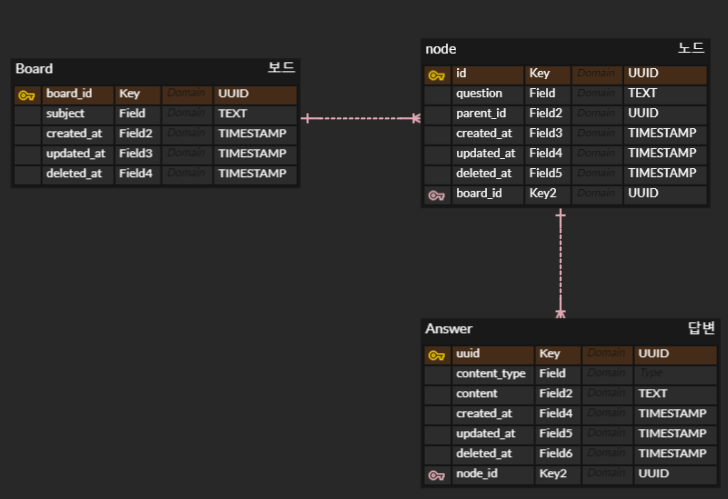 Board 보드
board_id Key Domain UUID
subject Field Domain TEXT
created_at Field2 Domain TIMESTAMP
updated_at Field3 Domain TIMESTAMP
deleted_at Field4 Domain TIMESTAMP
node 노드
id Key Domain UUID
question Field Domain TEXT
parent_id Field2 Domain UUID
created_at Field3 Domain TIMESTAMP
updated_at Field4 Domain TIMESTAMP
deleted_at Field5 Domain TIMESTAMP
board_id Key2 Domain UUID
Answer 답변
uuid Key Domain UUID
content_type Field Domain Type
content Field2 Domain TEXT
created_at Field4 Domain TIMESTAMP
updated_at Field5 Domain TIMESTAMP
deleted_at Field6 Domain TIMESTAMP
node_id Key2 Domain UUID